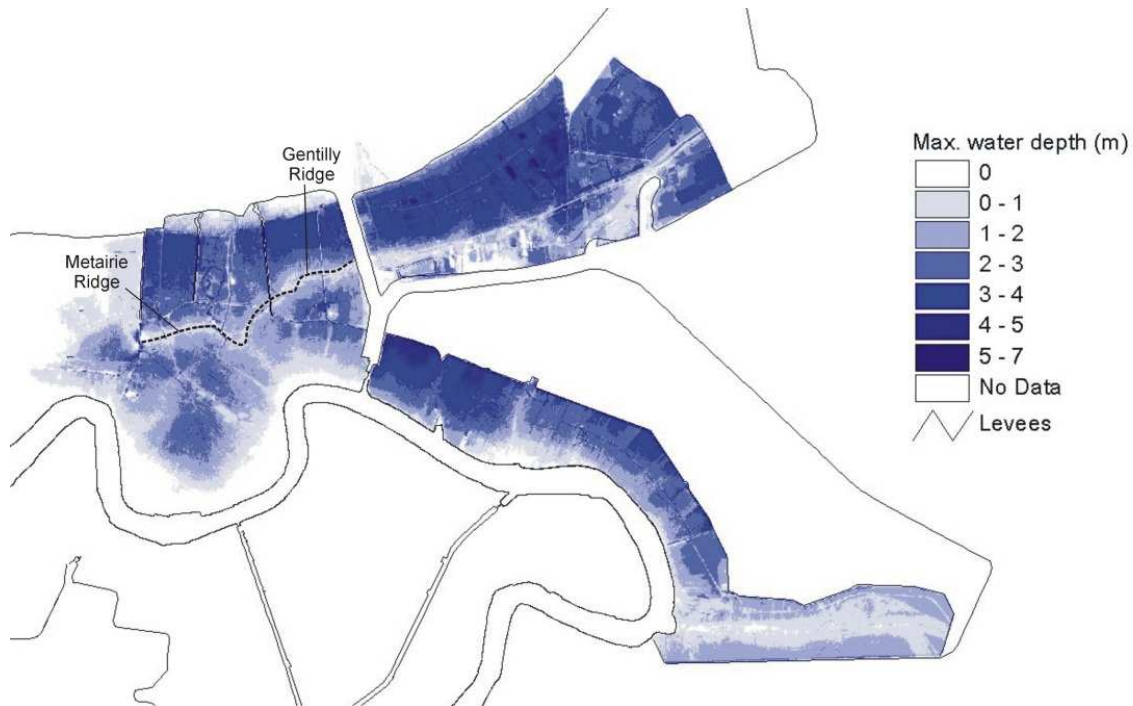 Gentilly
Ridge
Metairie
Ridge
Max. water depth (m)
0
0 - 1
1 - 2
2 - 3
3 - 4
4 - 5
5 - 7
No Data
Levees